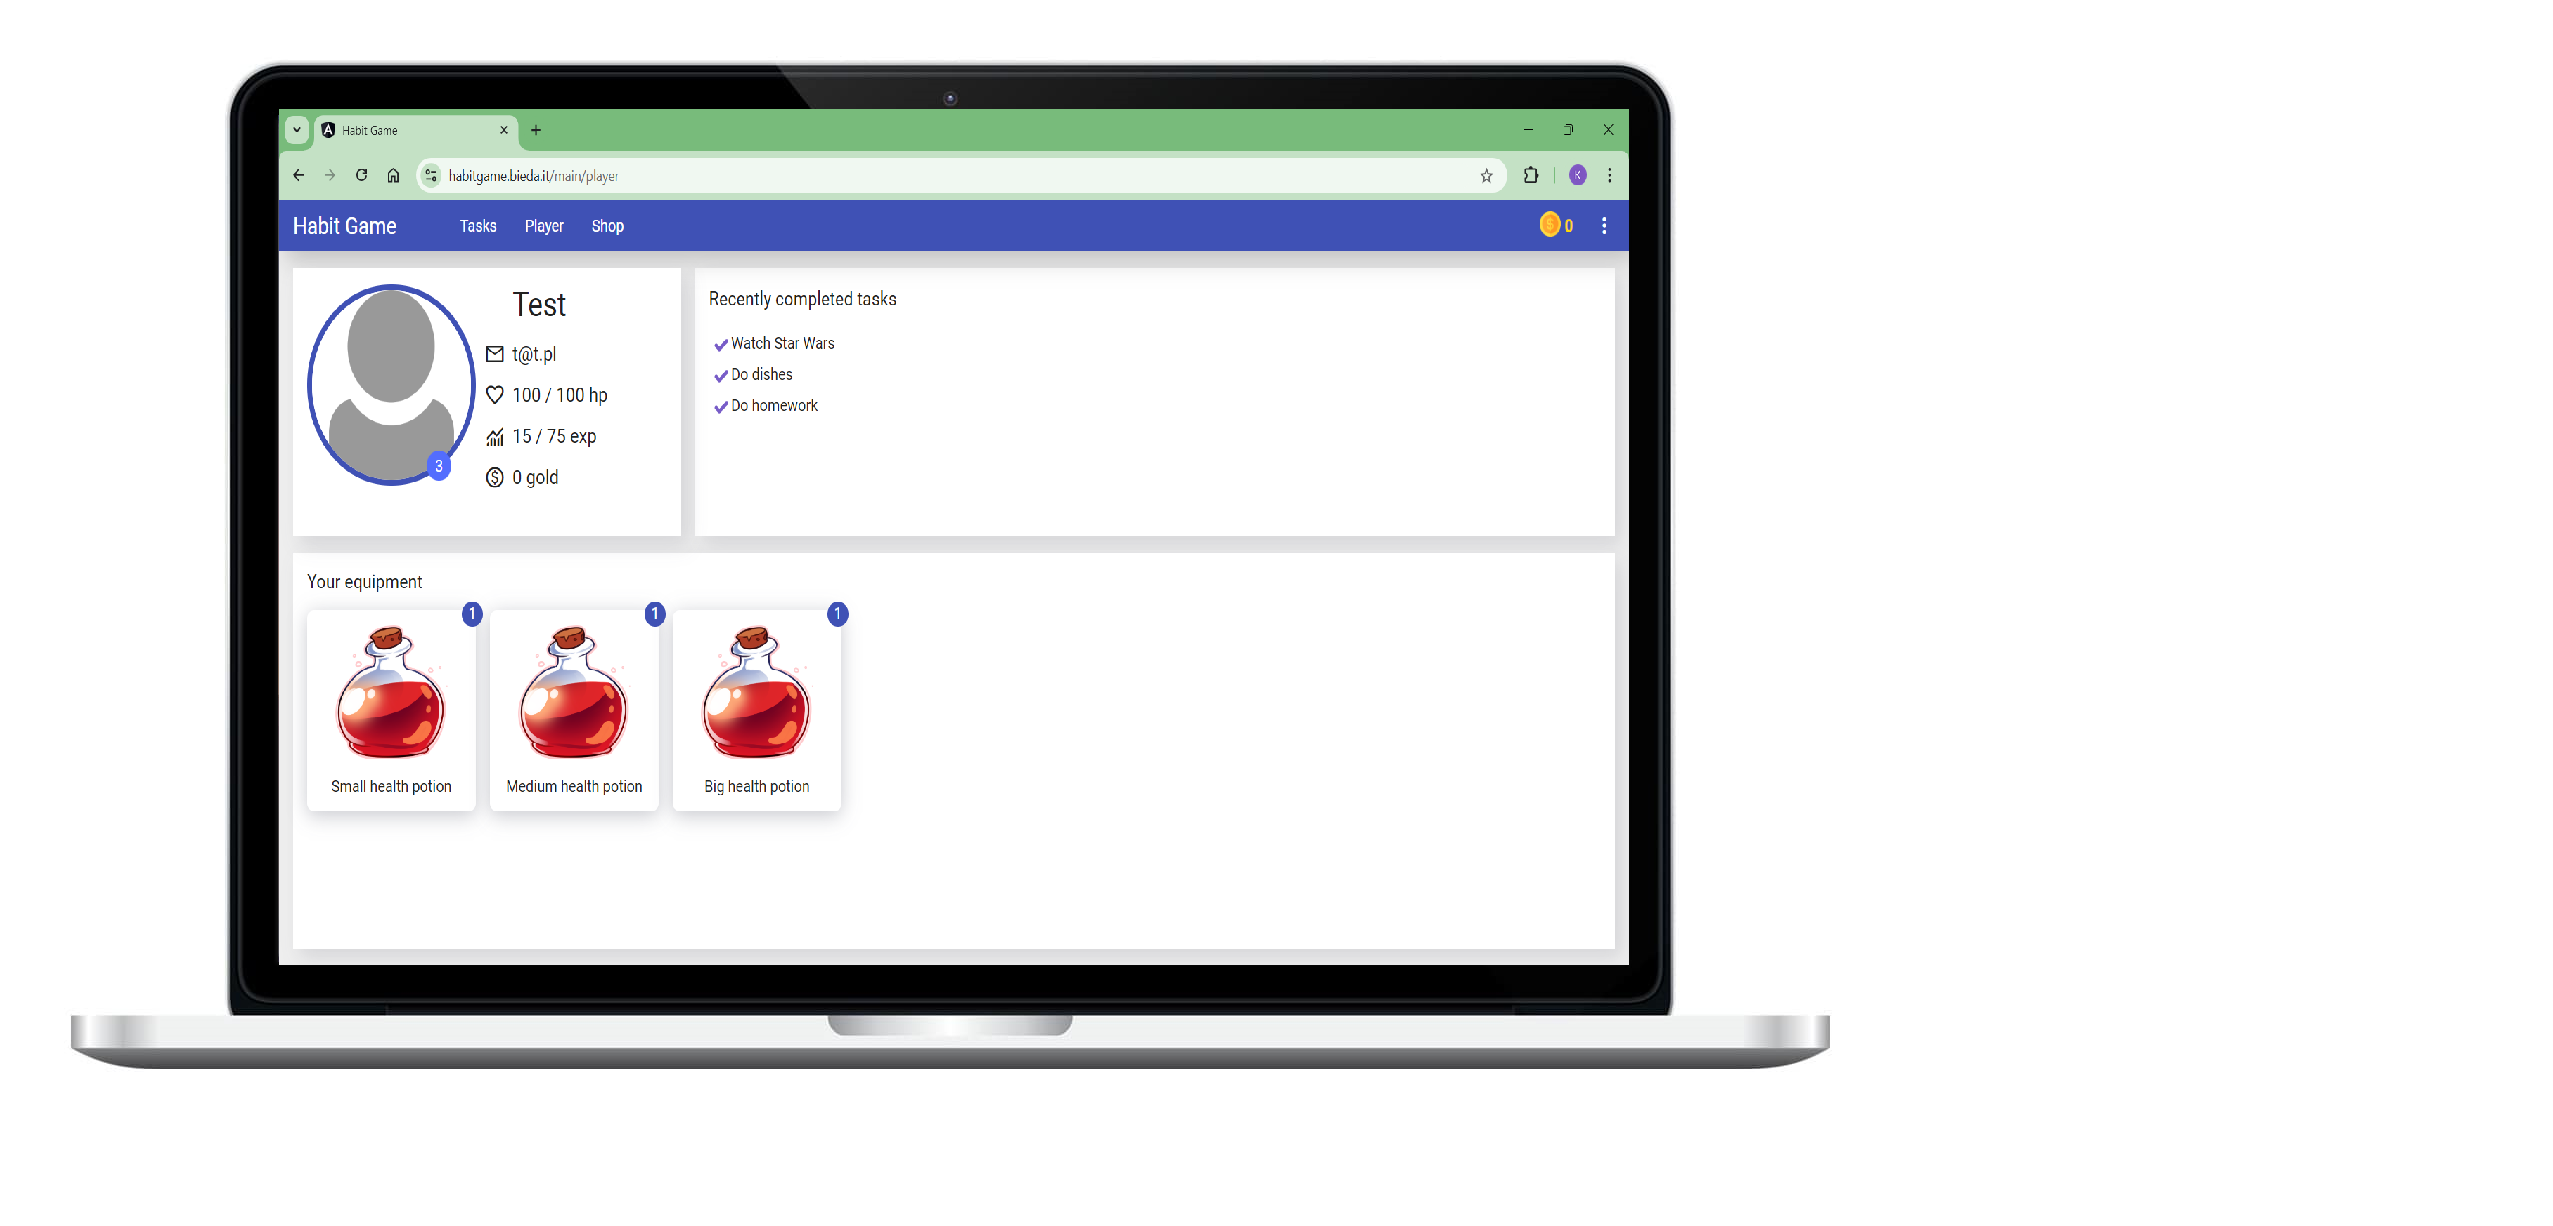 Habit Game
habitgame.bieda.it/main/player
K
Habit Game Tasks Player Shop 0
Test
t@t.pl
100 / 100 hp
15 / 75 exp
0 gold
3
Recently completed tasks
Watch Star Wars
Do dishes
Do homework
Your equipment
1 1 1
Small health potion Medium health potion Big health potion